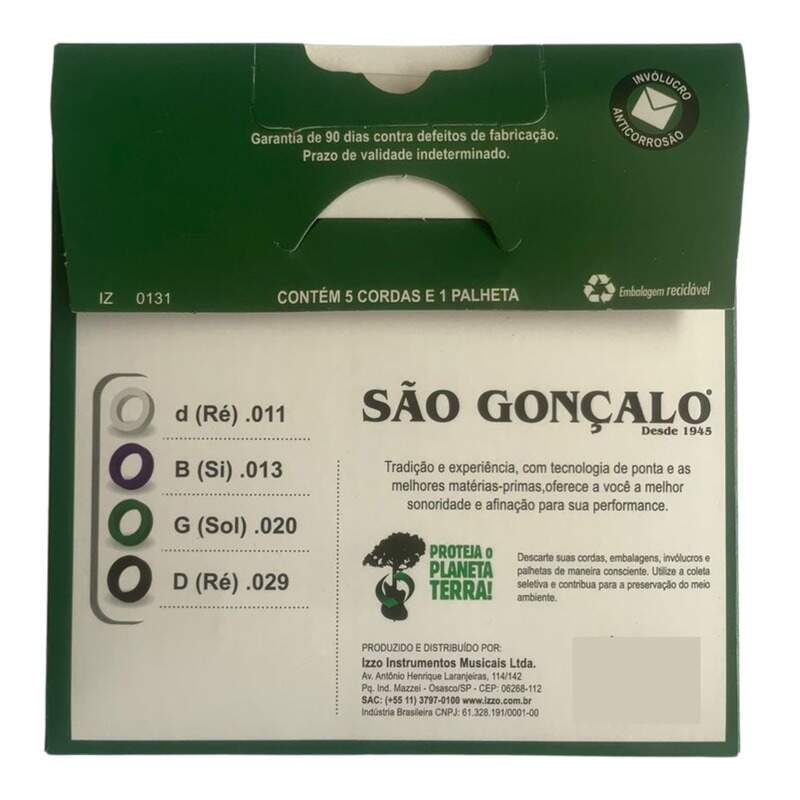 INVÓLUCRO
ANTICORROSÃO
Garantia de 90 dias contra defeitos de fabricação.
Prazo de validade indeterminado.
IZ 0131
CONTÉM 5 CORDAS E 1 PALHETA
Embalagem reciclável
d (Ré) .011
B (Si) .013
G (Sol) .020
D (Ré) .029
SÃO GONÇALO®
Desde 1945
Tradição e experiência, com tecnologia de ponta e as
melhores matérias-primas,oferece a você a melhor
sonoridade e afinação para sua performance.
PROTEJA O
PLANETA
TERRA!
Descarte suas cordas, embalagens, invólucros e
palhetas de maneira consciente. Utilize a coleta
seletiva e contribua para a preservação do meio
ambiente.
PRODUZIDO E DISTRIBUÍDO POR:
Izzo Instrumentos Musicais Ltda.
Av. Antônio Henrique Laranjeiras, 114/142
Pq. Ind. Mazzei - Osasco/SP - CEP: 06268-112
SAC: (+55 11) 3797-0100 www.izzo.com.br
Indústria Brasileira CNPJ: 61.328.191/0001-00